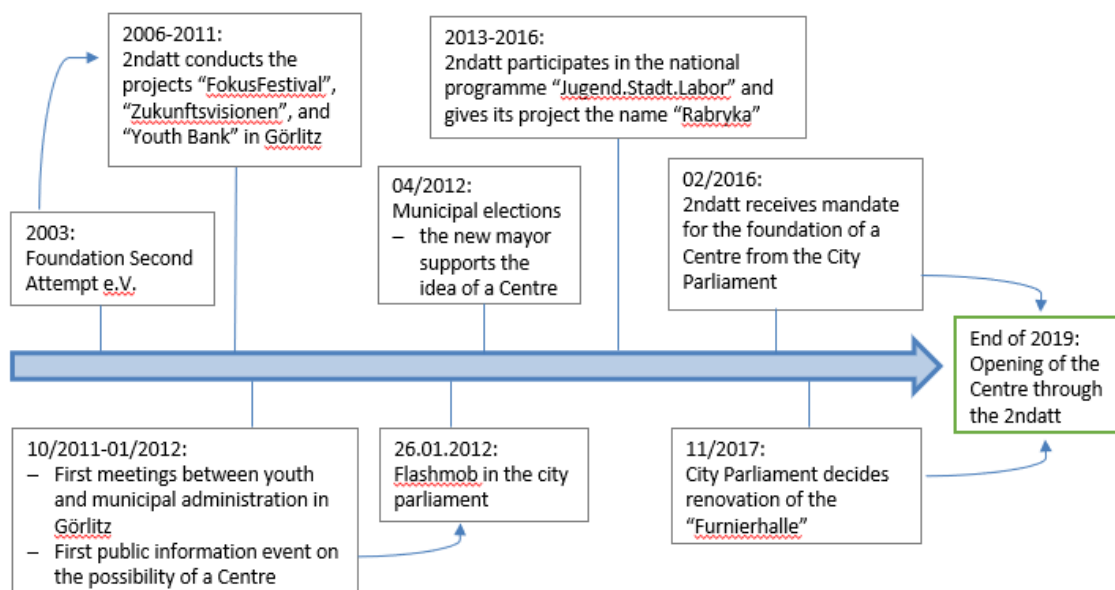 2006-2011:
2ndatt conducts the
projects “FokusFestival”,
“Zukunftsvisionen”, and
“Youth Bank” in Görlitz
2013-2016:
2ndatt participates in the national
programme “Jugend.Stadt.Labor” and
gives its project the name “Rabryka”
04/2012:
Municipal elections
– the new mayor
supports the
idea of a Centre
02/2016:
2ndatt receives mandate
for the foundation of a
Centre from the City
Parliament
2003:
Foundation Second
Attempt e.V.
End of 2019:
Opening of the
Centre through
the 2ndatt
10/2011-01/2012:
– First meetings between youth
and municipal administration in
Görlitz
– First public information event on
the possibility of a Centre
26.01.2012:
Flashmob in the city
parliament
11/2017:
City Parliament decides
renovation of the
“Furnierhalle”